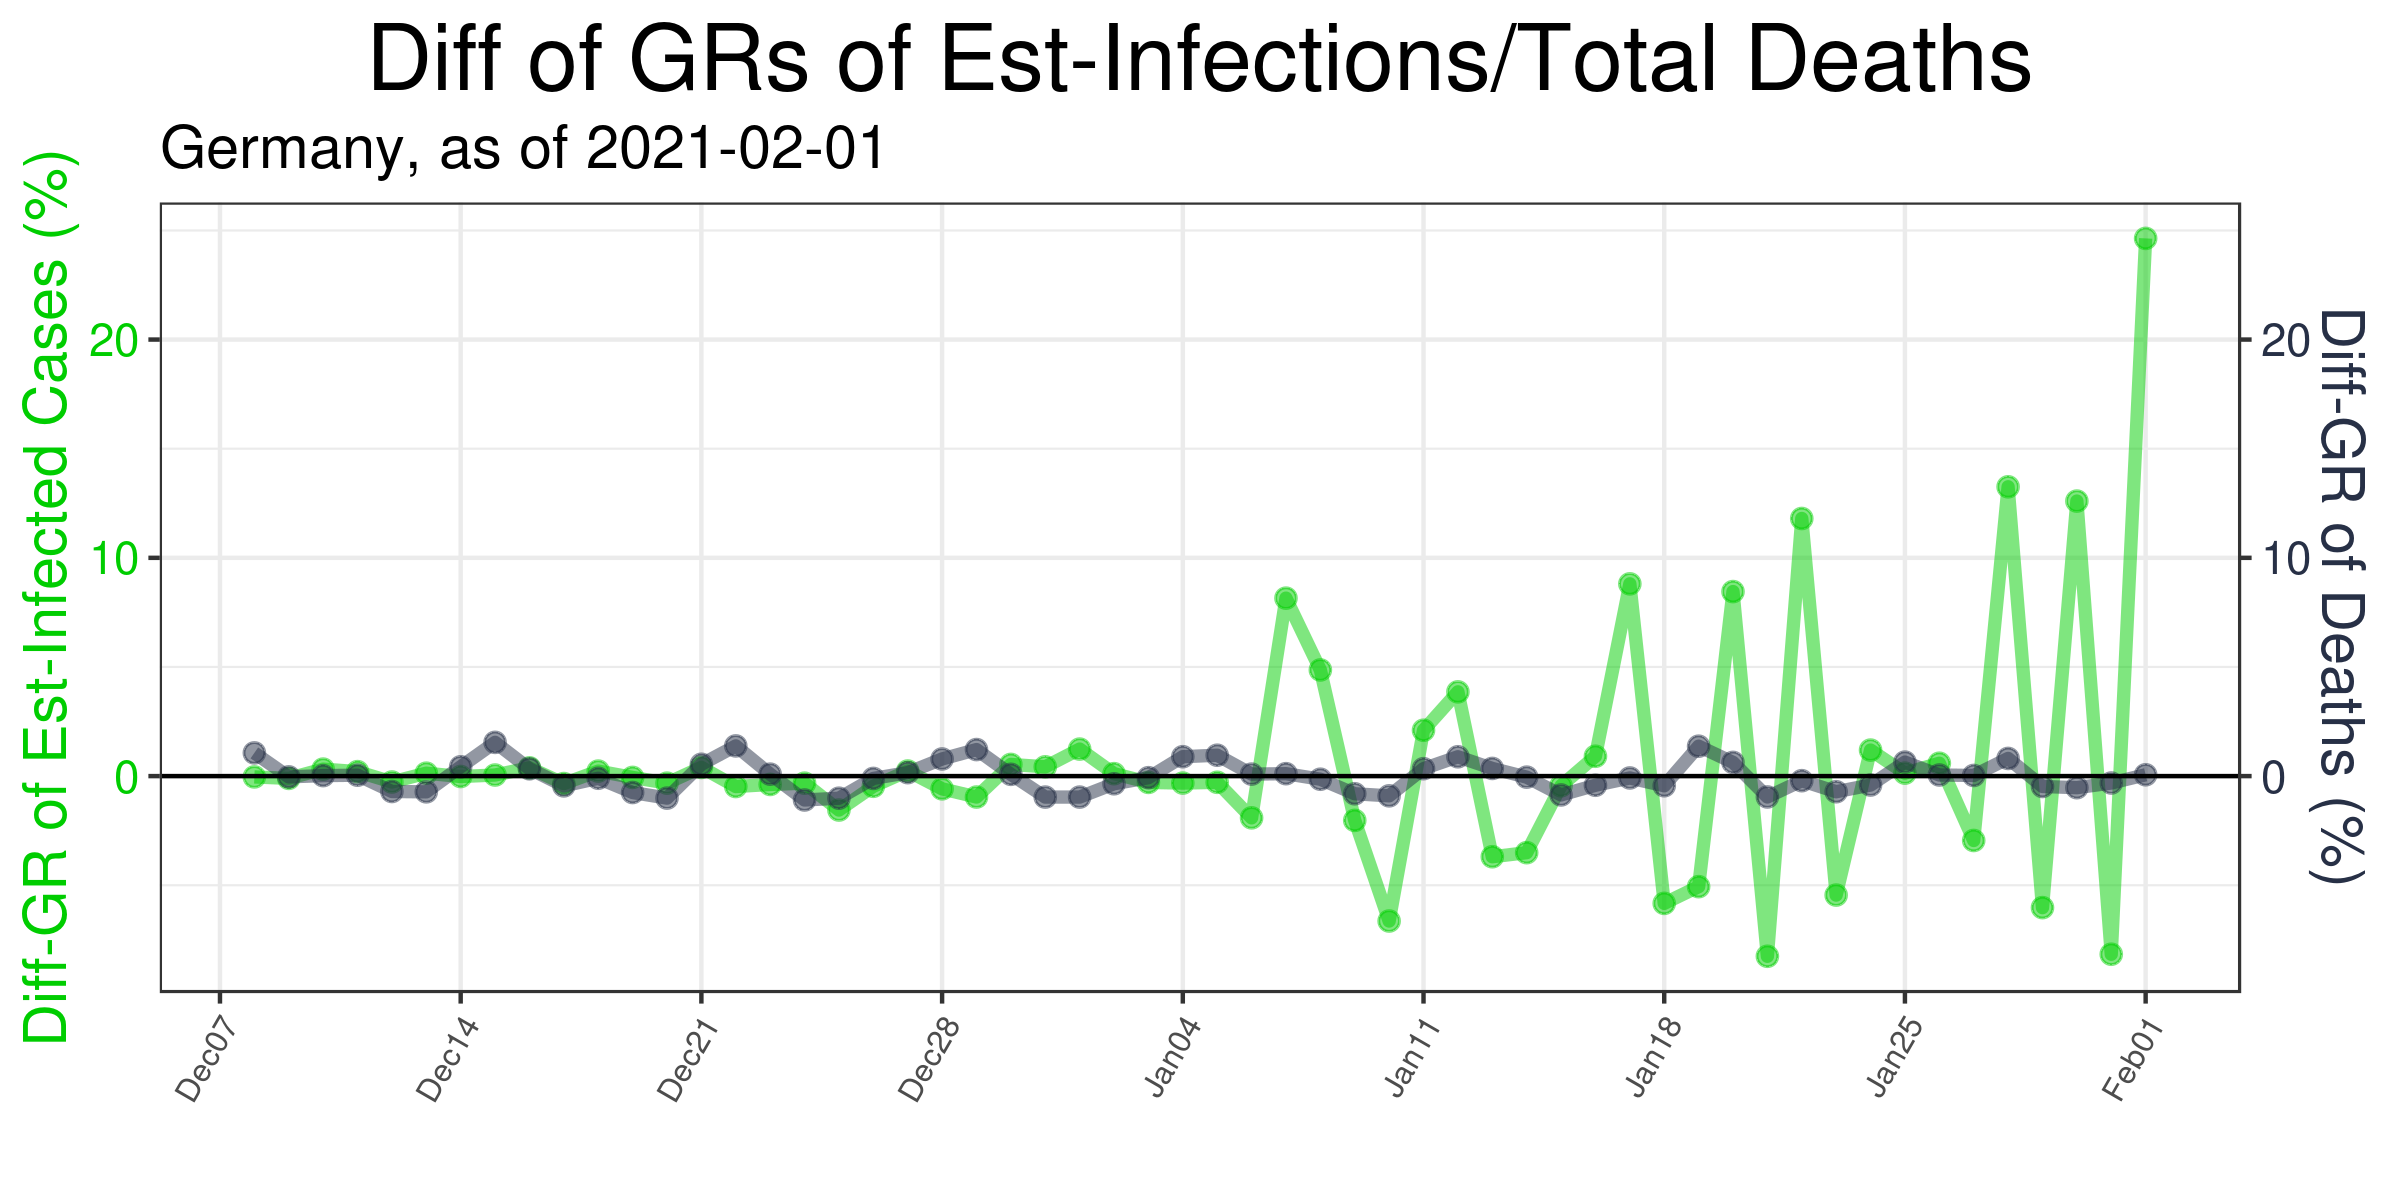 Diff of GRs of Est-Infections/Total Deaths
Germany, as of 2021-02-01
Diff-GR of Est-Infected Cases (%)
20
10
0
20
10
0
Diff-GR of Deaths (%)
Dec07
Dec14
Dec21
Dec28
Jan04
Jan11
Jan18
Jan25
Feb01